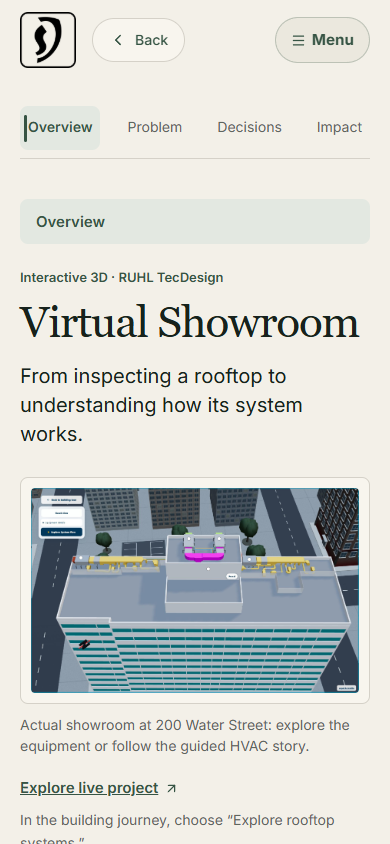 Back
Menu
Overview
Problem
Decisions
Impact
Overview
Interactive 3D · RUHL TecDesign
Virtual Showroom
From inspecting a rooftop to
understanding how its system
works.
Actual showroom at 200 Water Street: explore the
equipment or follow the guided HVAC story.
Explore live project ↗
In the building journey, choose “Explore rooftop
systems.”